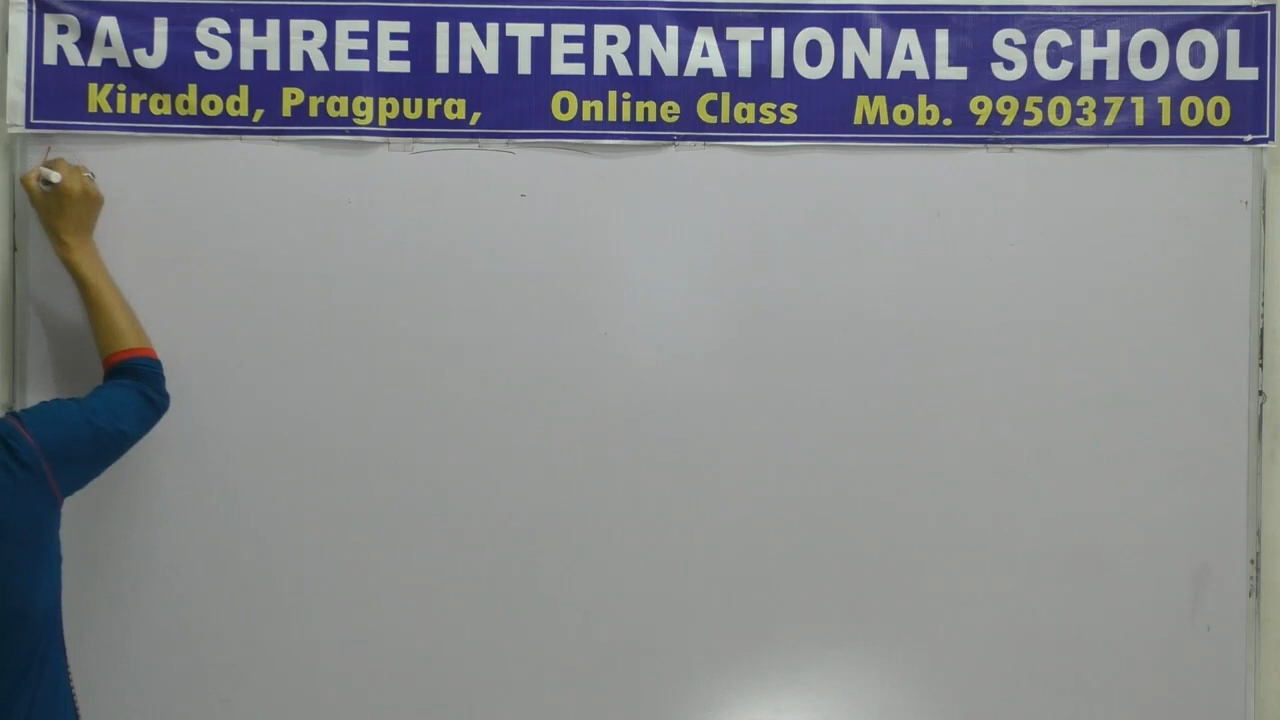 RAJ SHREE INTERNATIONAL SCHOOL
Kiradod, Pragpura, Online Class Mob. 9950371100